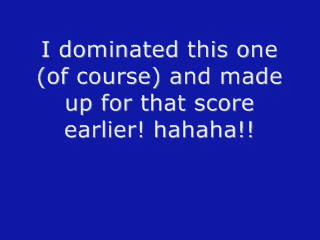 I dominated this one
(of course) and made
up for that score
earlier! hahaha!!